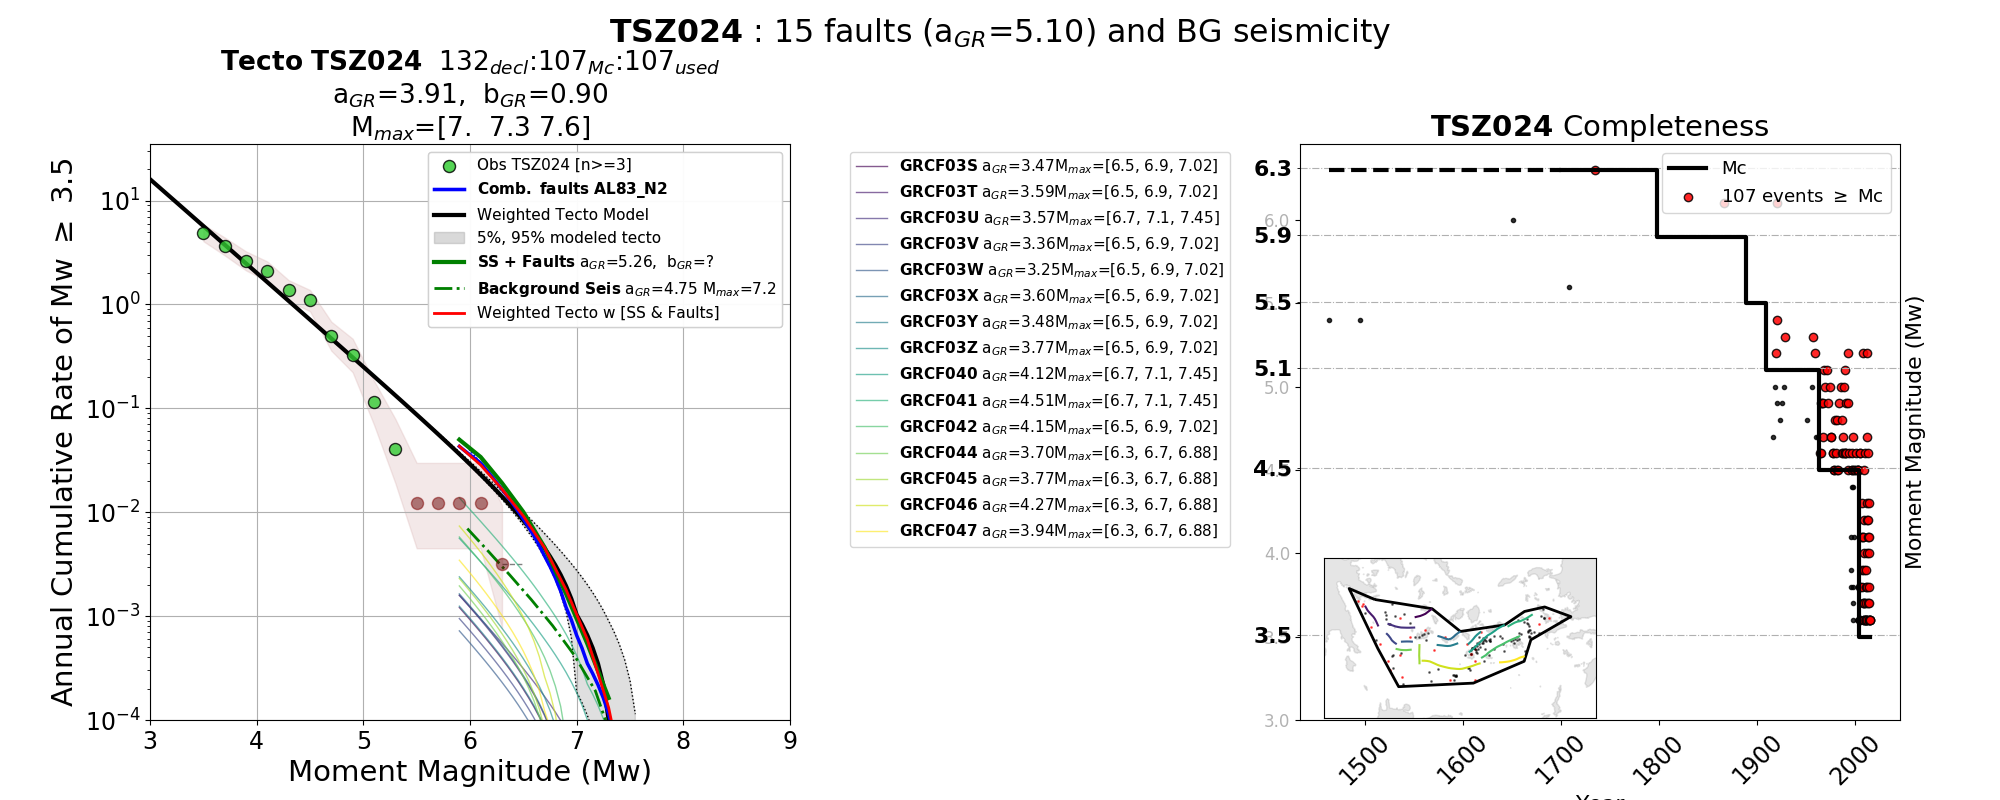 TSZ024 : 15 faults (aGR=5.10) and BG seismicity
Tecto TSZ024 132decl:107Mc:107used
aGR=3.91, bGR=0.90
Mmax=[7. 7.3 7.6]
Annual Cumulative Rate of Mw ≥ 3.5
10^1
10^0
10^-1
10^-2
10^-3
10^-4
3 4 5 6 7 8 9
Moment Magnitude (Mw)
Obs TSZ024 [n>=3]
Comb. faults AL83_N2
Weighted Tecto Model
5%, 95% modeled tecto
SS + Faults aGR=5.26, bGR=?
Background Seis aGR=4.75 Mmax=7.2
Weighted Tecto w [SS & Faults]
GRCF03S aGR=3.47Mmax=[6.5, 6.9, 7.02]
GRCF03T aGR=3.59Mmax=[6.5, 6.9, 7.02]
GRCF03U aGR=3.57Mmax=[6.7, 7.1, 7.45]
GRCF03V aGR=3.36Mmax=[6.5, 6.9, 7.02]
GRCF03W aGR=3.25Mmax=[6.5, 6.9, 7.02]
GRCF03X aGR=3.60Mmax=[6.5, 6.9, 7.02]
GRCF03Y aGR=3.48Mmax=[6.5, 6.9, 7.02]
GRCF03Z aGR=3.77Mmax=[6.5, 6.9, 7.02]
GRCF040 aGR=4.12Mmax=[6.7, 7.1, 7.45]
GRCF041 aGR=4.51Mmax=[6.7, 7.1, 7.45]
GRCF042 aGR=4.15Mmax=[6.5, 6.9, 7.02]
GRCF044 aGR=3.70Mmax=[6.3, 6.7, 6.88]
GRCF045 aGR=3.77Mmax=[6.3, 6.7, 6.88]
GRCF046 aGR=4.27Mmax=[6.3, 6.7, 6.88]
GRCF047 aGR=3.94Mmax=[6.3, 6.7, 6.88]
TSZ024 Completeness
Mc
107 events ≥ Mc
6.3
6.0
5.9
5.5
5.1
5.0
4.5
4.0
3.5
3.0
1500 1600 1700 1800 1900 2000
Moment Magnitude (Mw)